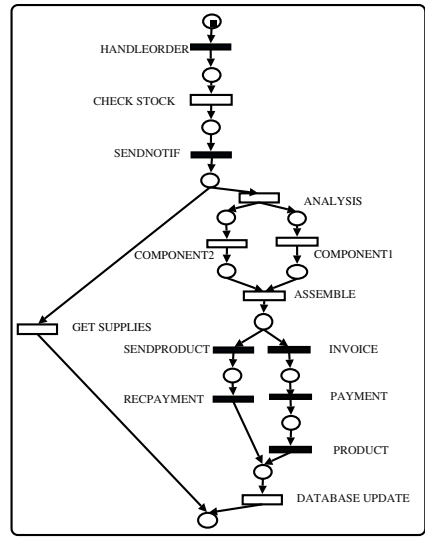 HANDLEORDER
CHECK STOCK
SENDNOTIF
ANALYSIS
COMPONENT2
COMPONENT1
ASSEMBLE
GET SUPPLIES
SENDPRODUCT
INVOICE
RECPAYMENT
PAYMENT
PRODUCT
DATABASE UPDATE